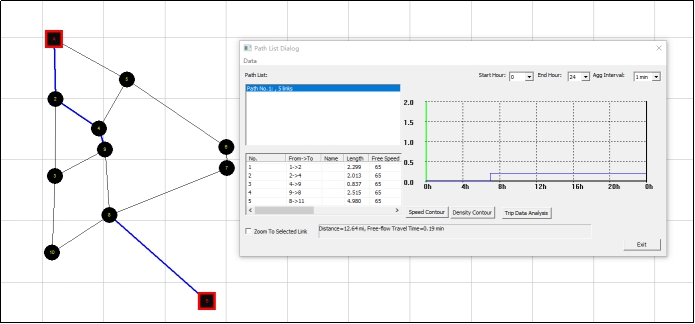 Path List Dialog
Data
Path List:
Start Hour: 0 End Hour: 24 Agg Interval: 1 min
Path No.1: , 5 links
2.0
1.5
1.0
0.5
0.0
0h 4h 8h 12h 16h 20h 0h
No. From->To Name Length Free Speed
1 1->2 2.299 65
2 2->4 2.013 65
3 4->9 0.837 65
4 9->8 2.515 65
5 8->11 4.980 65
Speed Contour Density Contour Trip Data Analysis
Zoom To Selected Link
Distance=12.64 mi, Free-flow Travel Time=0.19 min
Exit
2
3
7
10